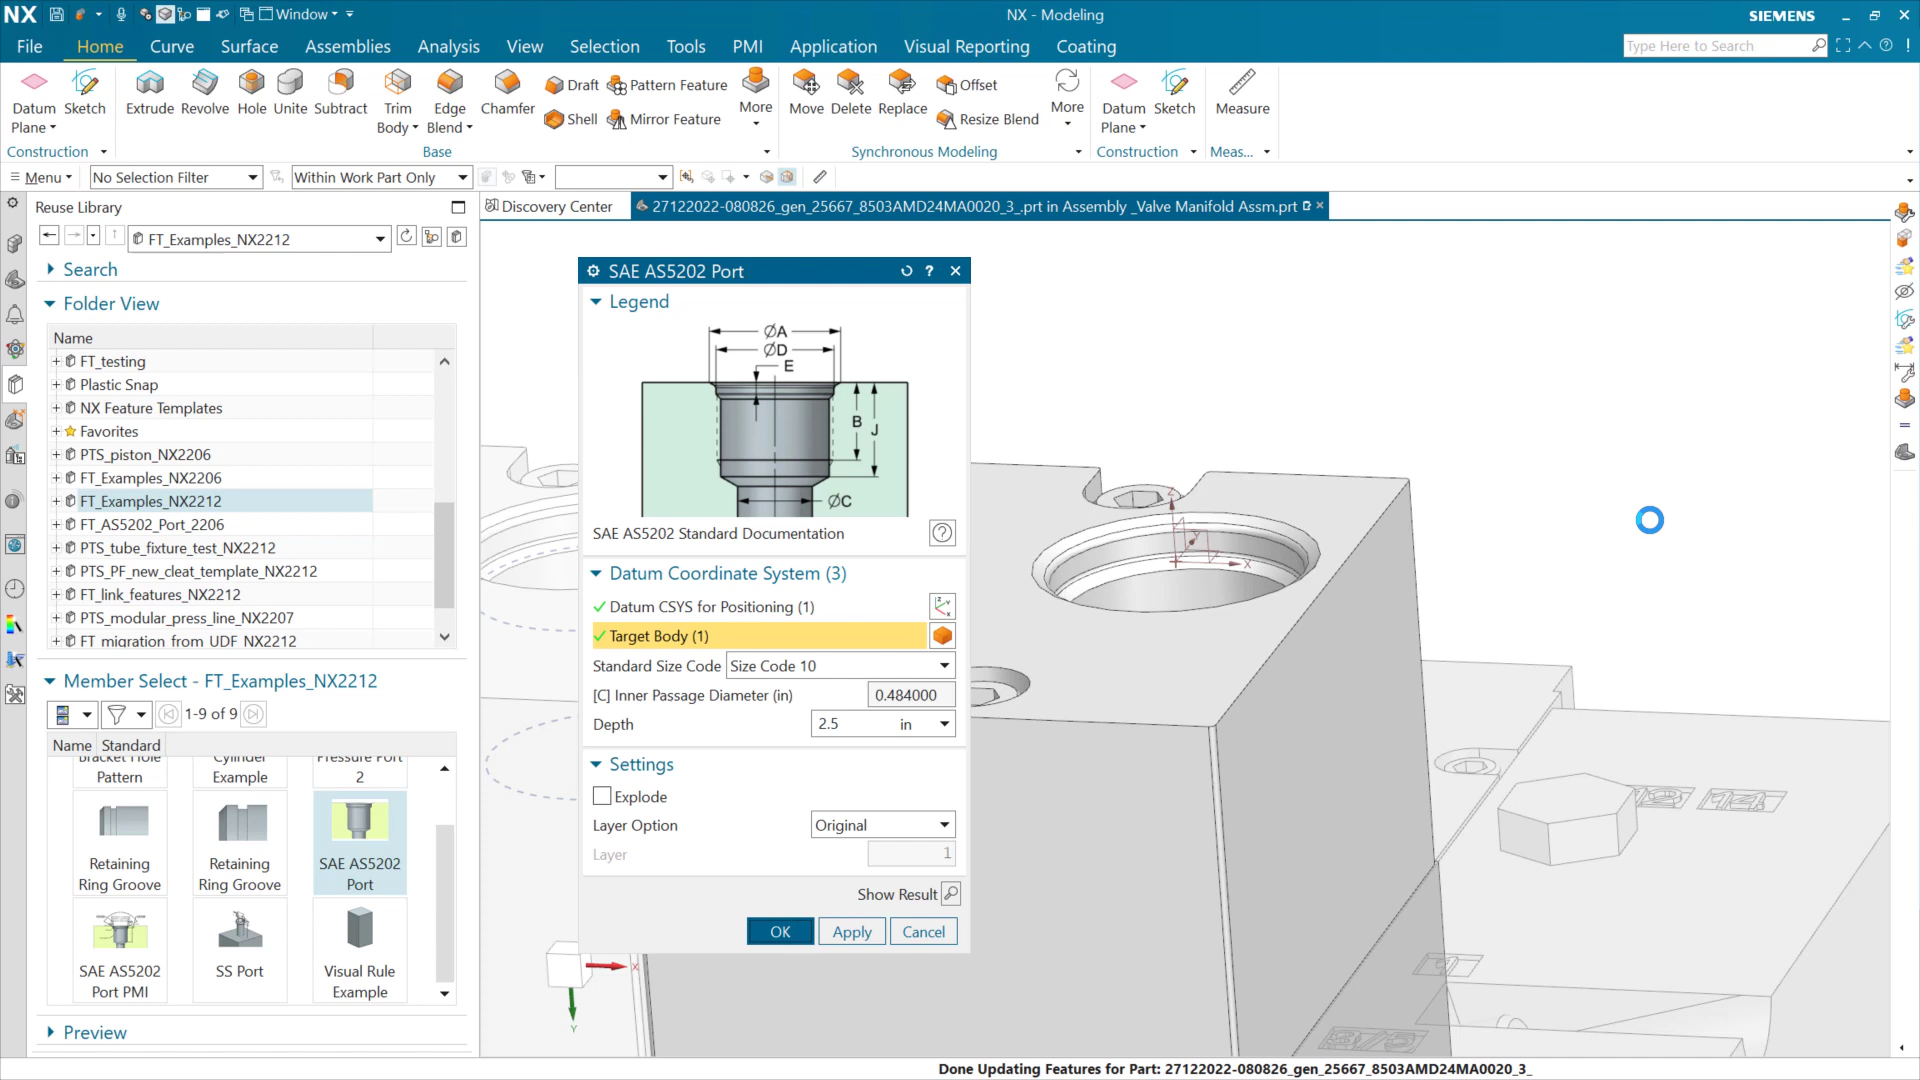 NX
Window
NX - Modeling
SIEMENS
File
Home
Curve
Surface
Assemblies
Analysis
View
Selection
Tools
PMI
Application
Visual Reporting
Coating
Type Here to Search
Datum Plane
Sketch
Extrude
Revolve
Hole
Unite
Subtract
Trim Body
Edge Blend
Chamfer
Draft
Shell
Pattern Feature
Mirror Feature
More
Move
Delete
Replace
Offset
Resize Blend
More
Datum Plane
Sketch
Measure
Construction
Base
Synchronous Modeling
Construction
Meas...
Menu
No Selection Filter
Within Work Part Only
Reuse Library
Discovery Center
27122022-080826_gen_25667_8503AMD24MA0020_3_.prt in Assembly _Valve Manifold Assm.prt
FT_Examples_NX2212
Search
Folder View
Name
FT_testing
Plastic Snap
NX Feature Templates
Favorites
PTS_piston_NX2206
FT_Examples_NX2206
FT_Examples_NX2212
FT_AS5202_Port_2206
PTS_tube_fixture_test_NX2212
PTS_PF_new_cleat_template_NX2212
FT_link_features_NX2212
PTS_modular_press_line_NX2207
FT_migration_from_UDF_NX2212
Member Select - FT_Examples_NX2212
1-9 of 9
Name
Standard
Bracket Hole Pattern
Cylinder Example
Pressure Port 2
Retaining Ring Groove
Retaining Ring Groove
SAE AS5202 Port
SAE AS5202 Port PMI
SS Port
Visual Rule Example
Preview
SAE AS5202 Port
Legend
ØA
ØD
E
B
J
ØC
SAE AS5202 Standard Documentation
Datum Coordinate System (3)
Datum CSYS for Positioning (1)
Target Body (1)
Standard Size Code
Size Code 10
[C] Inner Passage Diameter (in)
0.484000
Depth
2.5
in
Settings
Explode
Layer Option
Original
Layer
1
Show Result
OK
Apply
Cancel
Z
Y
X
X
Y
12
14
Done Updating Features for Part: 27122022-080826_gen_25667_8503AMD24MA0020_3_